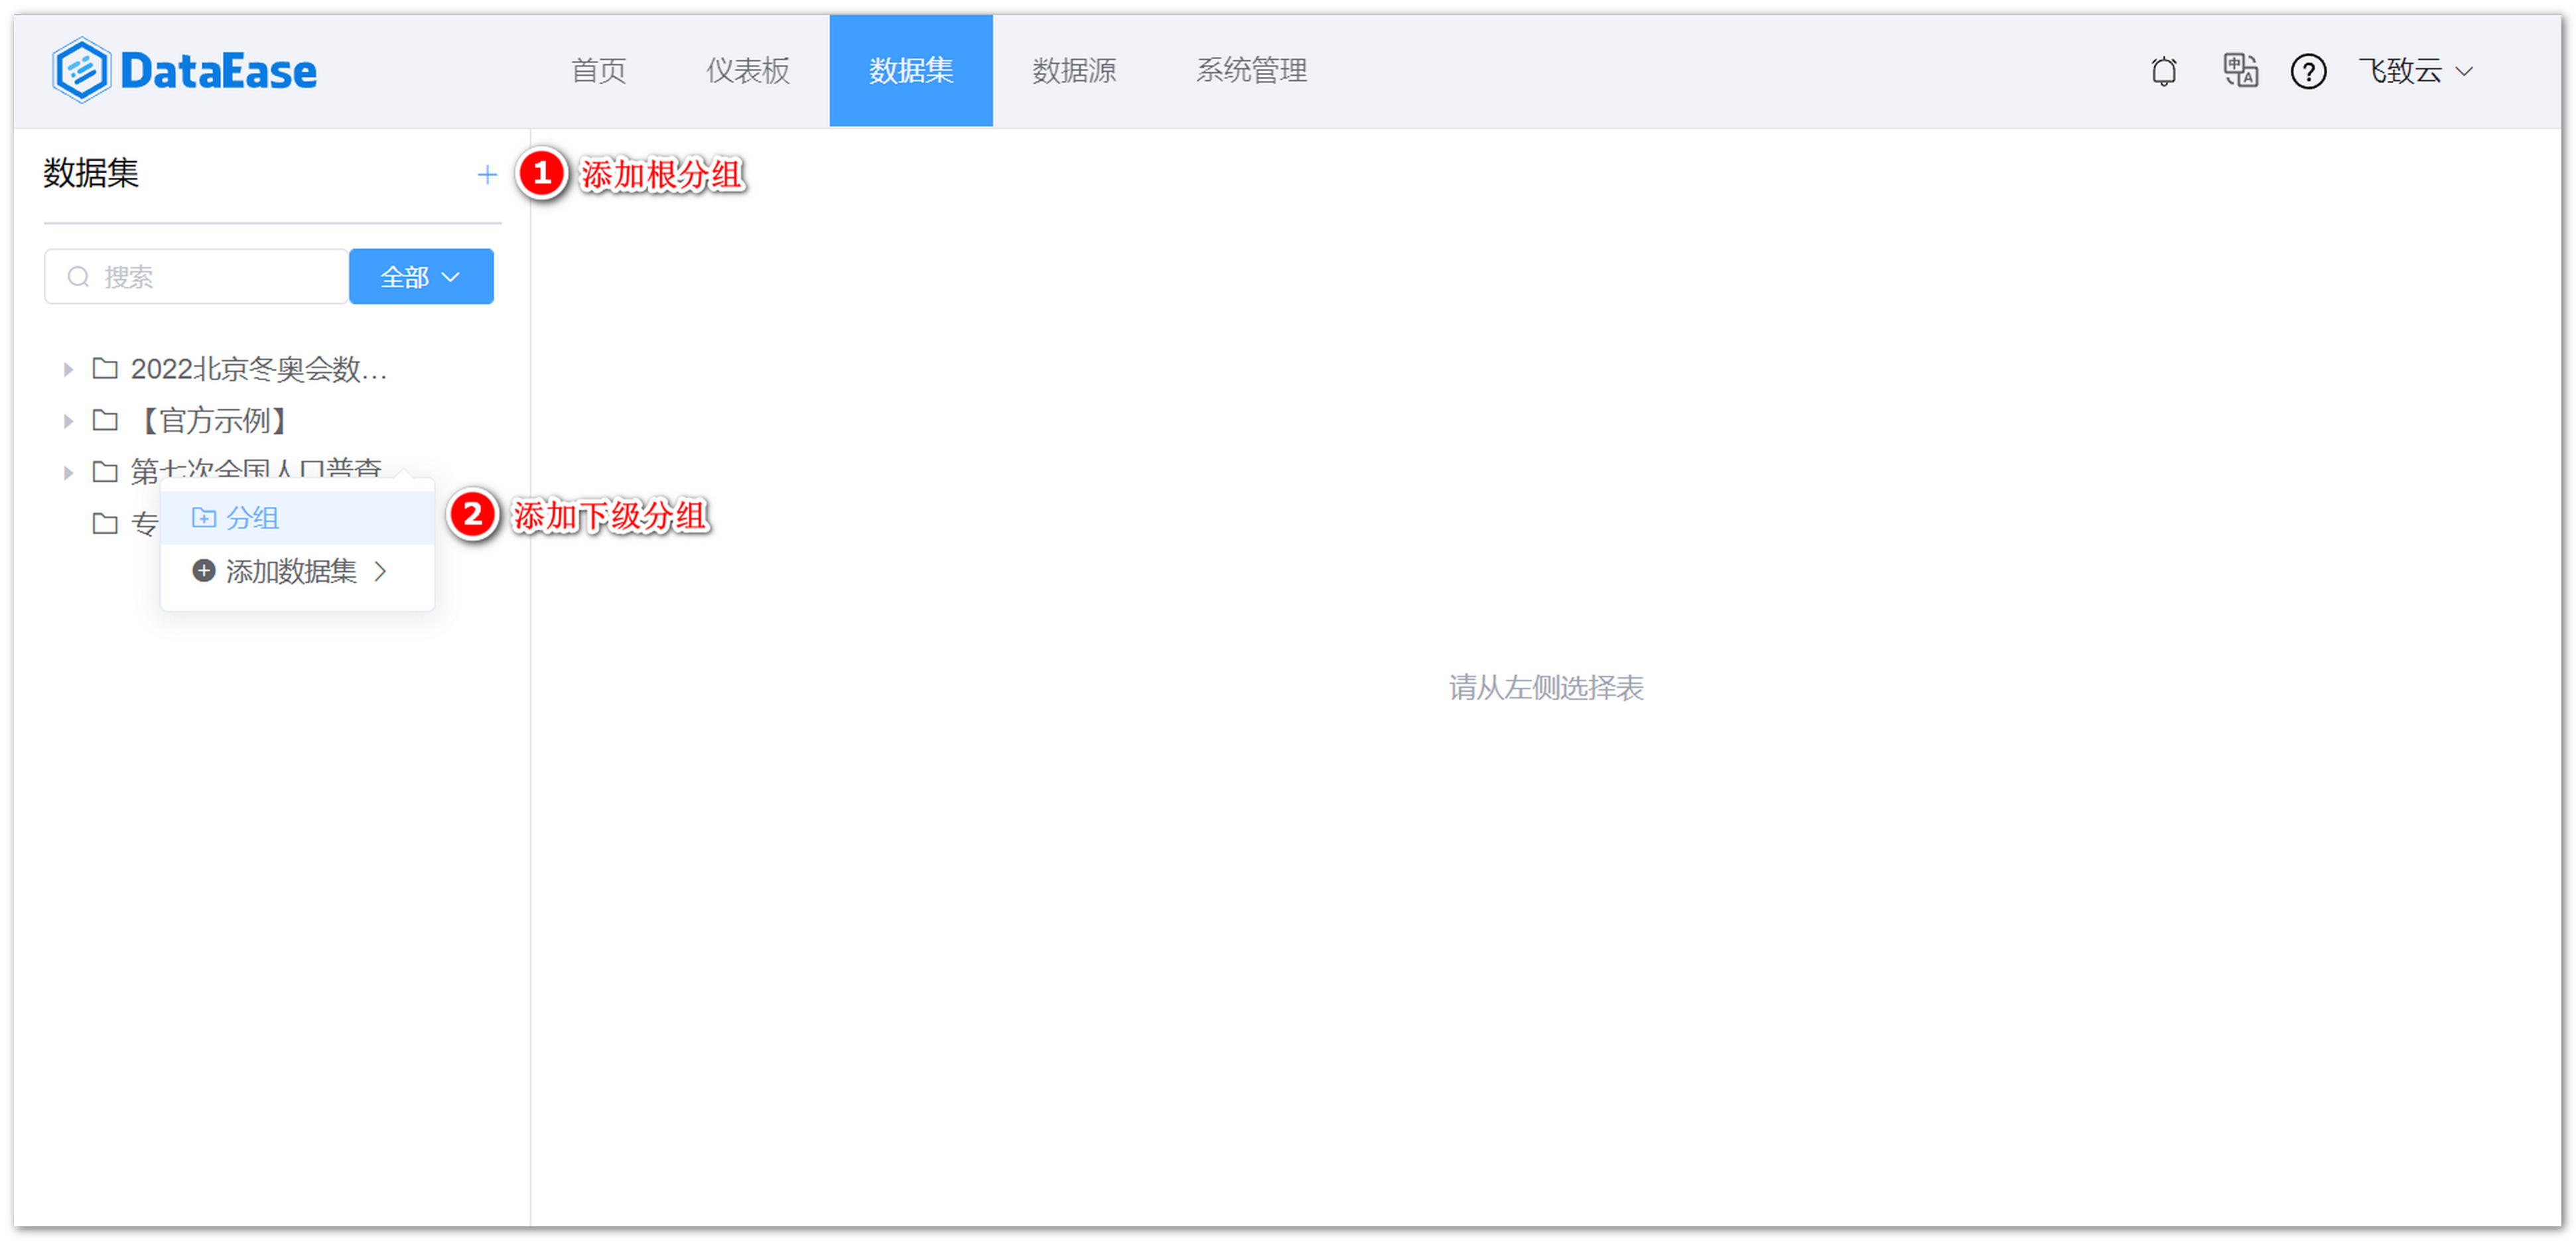 DataEase
首页 仪表板 数据集 数据源 系统管理
飞致云
数据集 + 1 添加根分组
搜索 全部
2022北京冬奥会数...
【官方示例】
第七次全国人口普查
专
分组 2 添加下级分组
添加数据集
请从左侧选择表